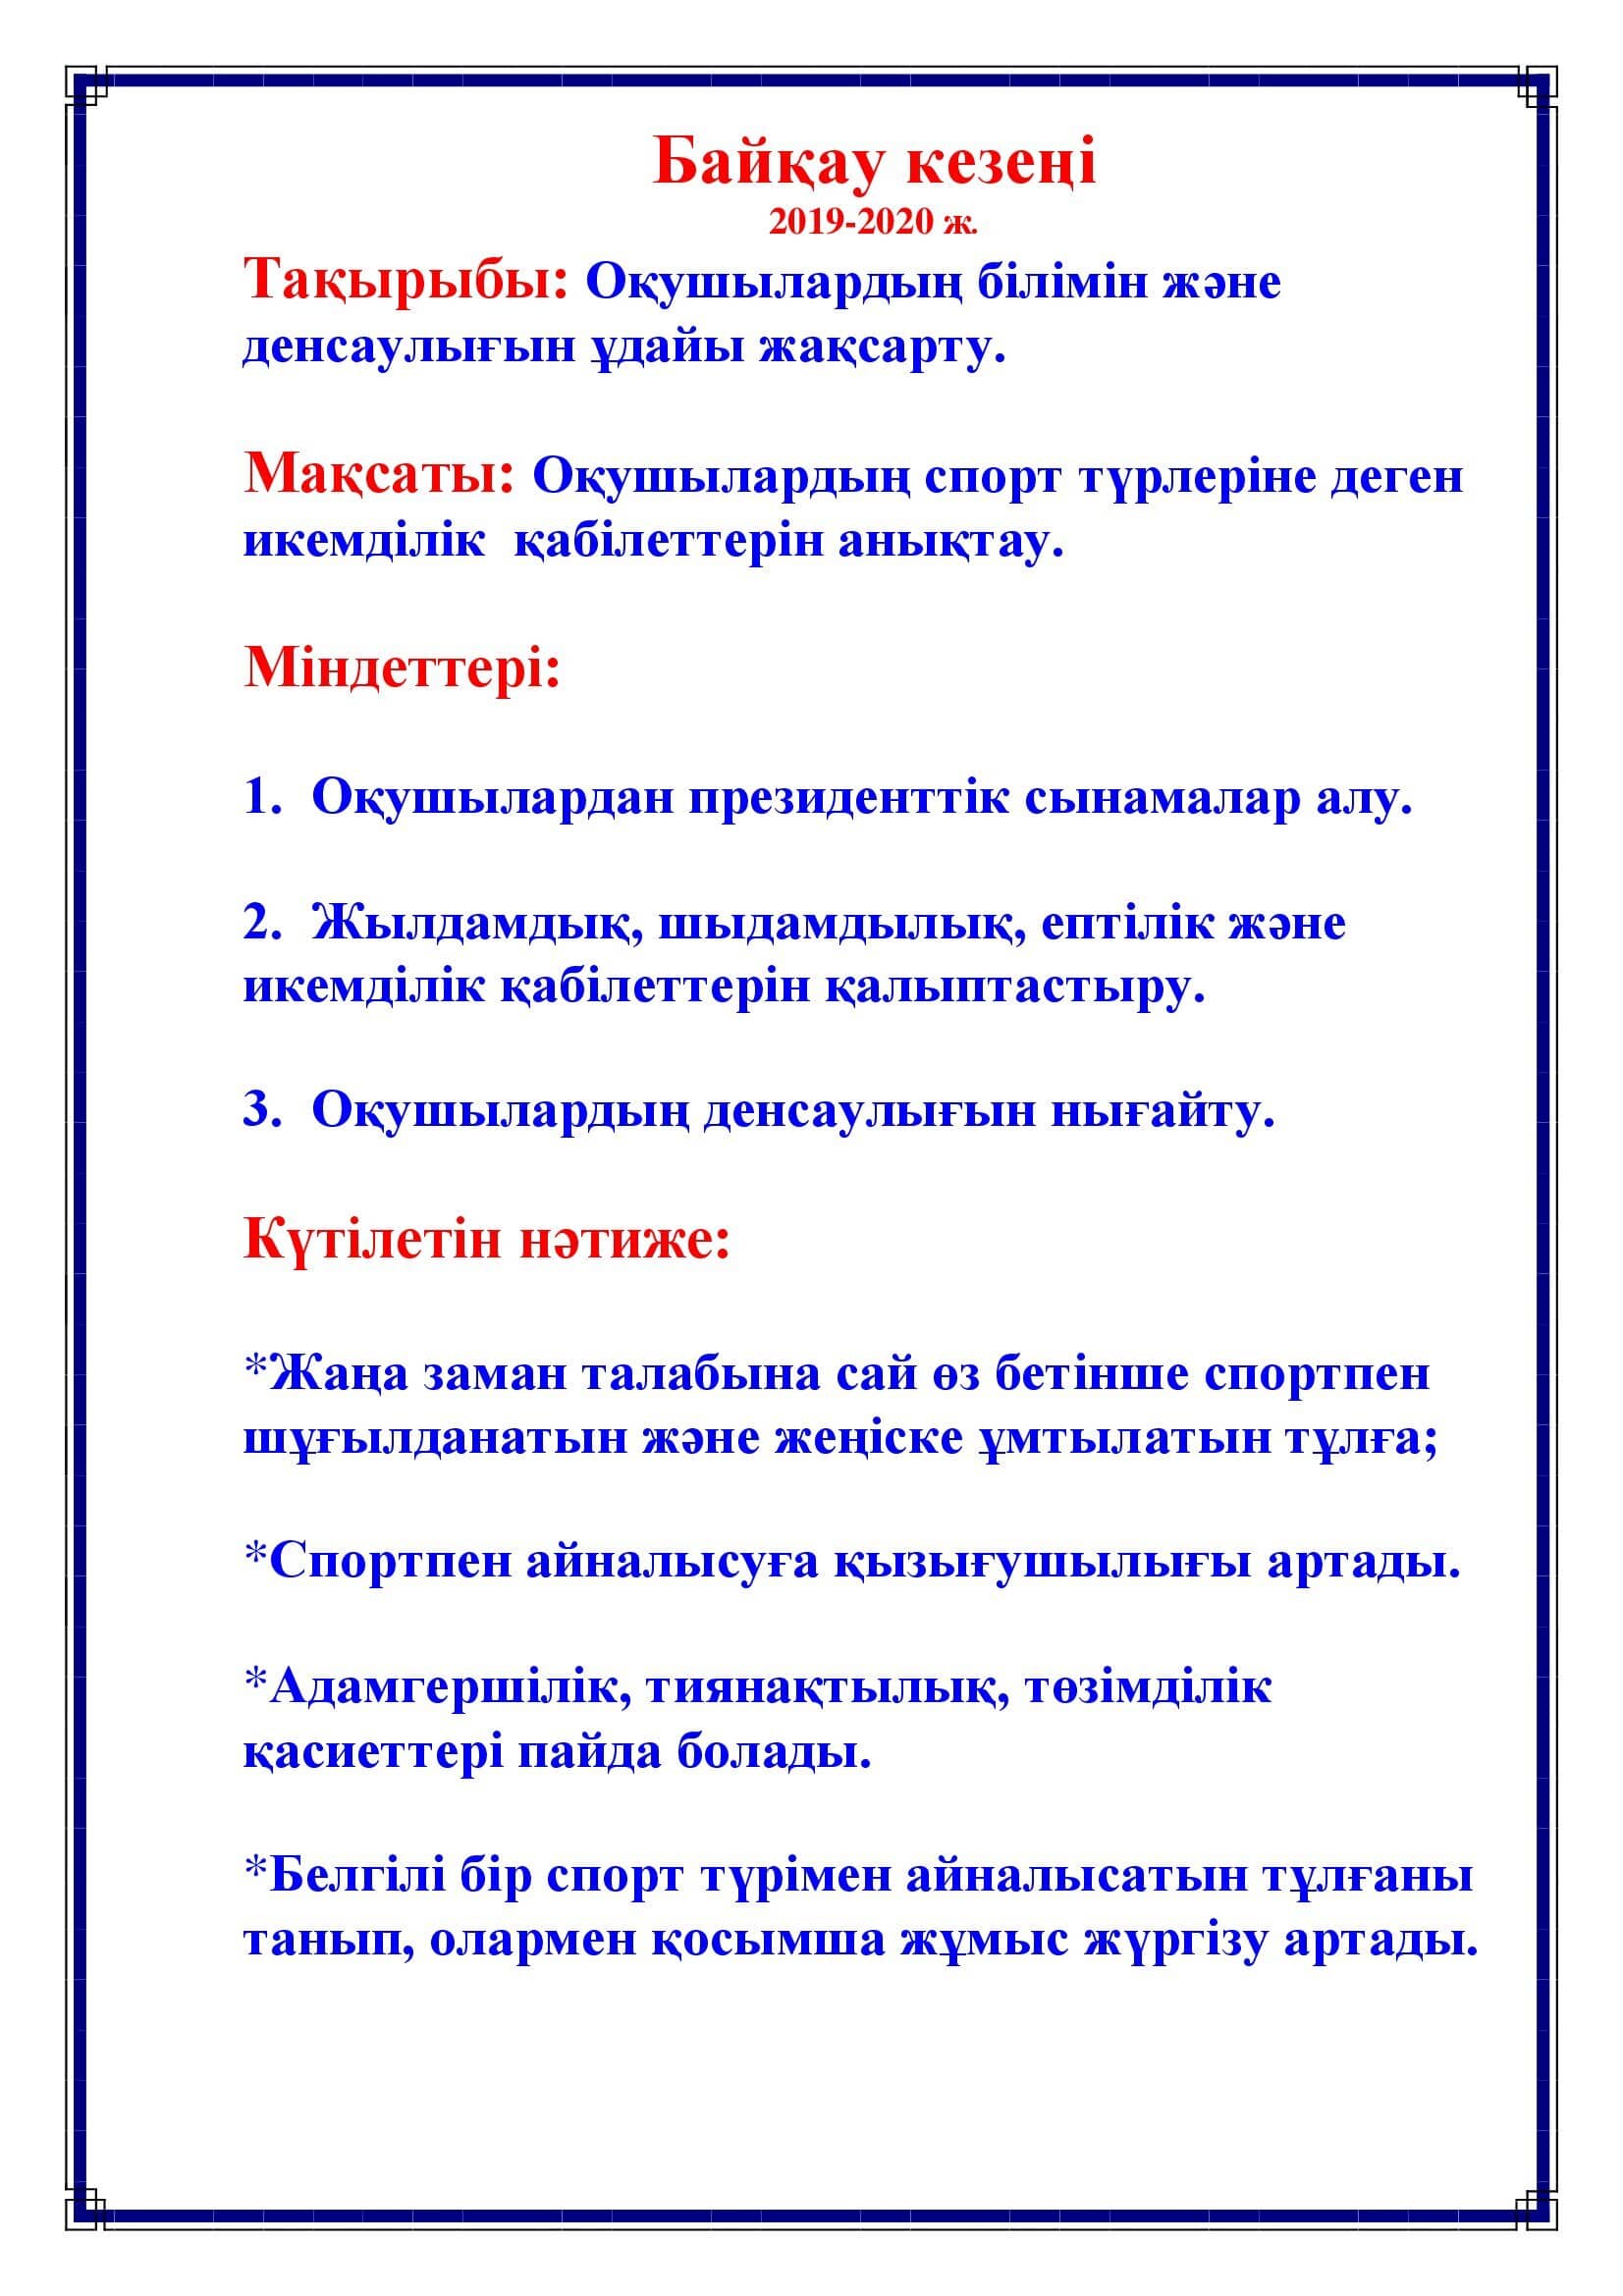 Байқау кезеңі
2019-2020 ж.
Тақырыбы: Оқушылардың білімін және
денсаулығын ұдайы жақсарту.
Мақсаты: Оқушылардың спорт түрлеріне деген
икемділік  қабілеттерін анықтау.
Міндеттері:
1.  Оқушылардан президенттік сынамалар алу.
2.  Жылдамдық, шыдамдылық, ептілік және
икемділік қабілеттерін қалыптастыру.
3.  Оқушылардың денсаулығын нығайту.
Күтілетін нәтиже:
*Жаңа заман талабына сай өз бетінше спортпен
шұғылданатын және жеңіске ұмтылатын тұлға;
*Спортпен айналысуға қызығушылығы артады.
*Адамгершілік, тиянақтылық, төзімділік
қасиеттері пайда болады.
*Белгілі бір спорт түрімен айналысатын тұлғаны
танып, олармен қосымша жұмыс жүргізу артады.